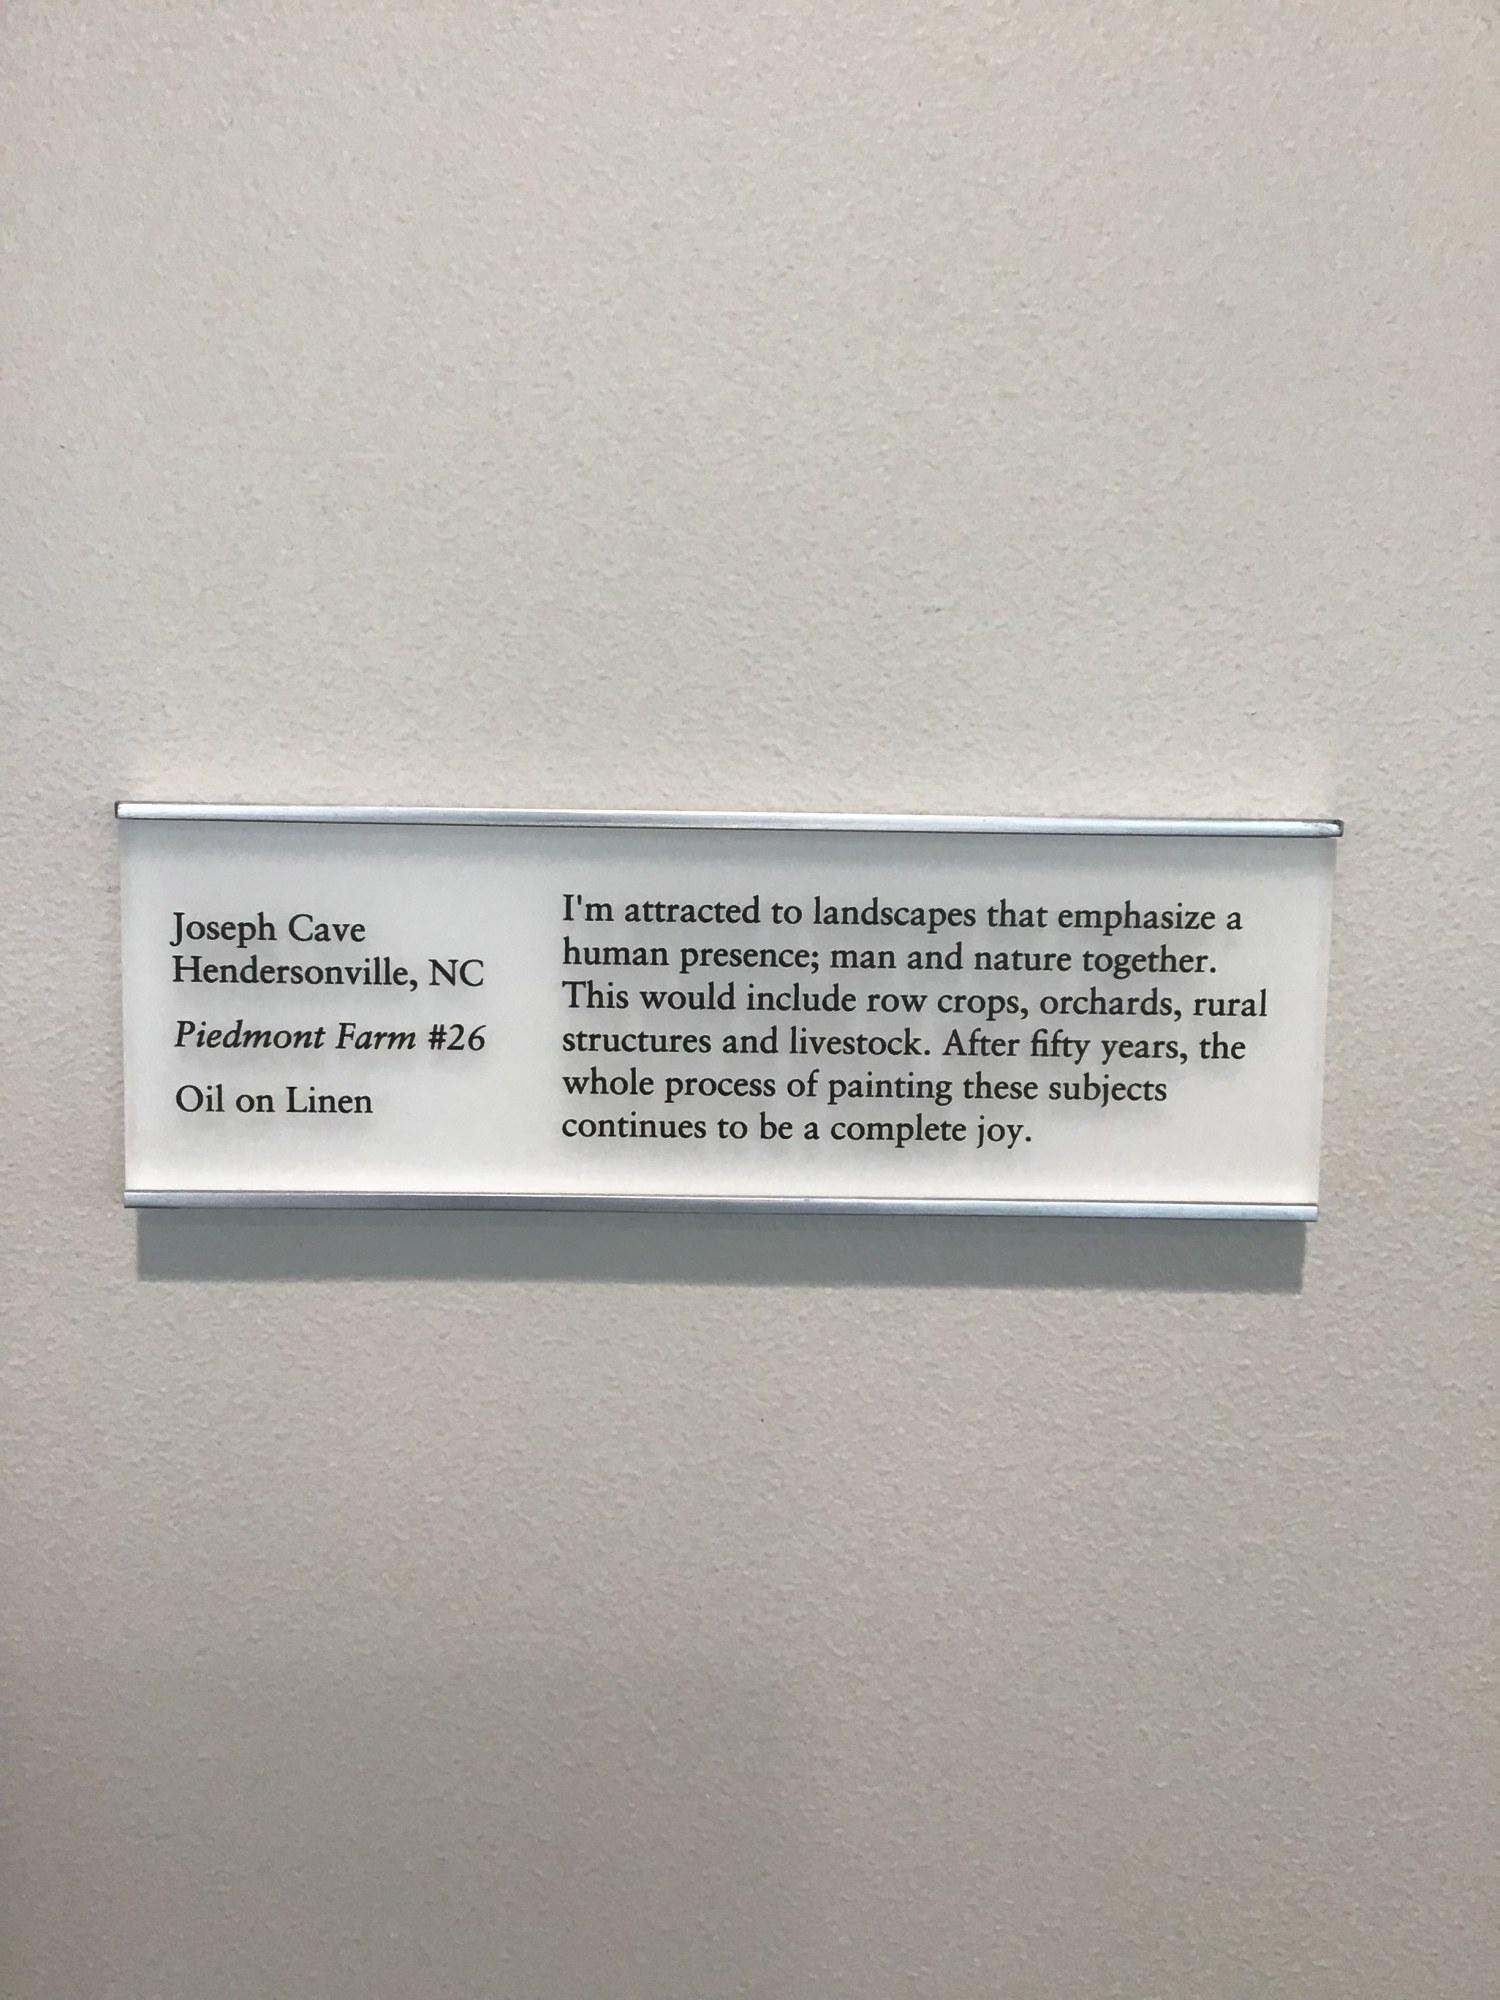 Joseph Cave
Hendersonville, NC
Piedmont Farm #26
Oil on Linen
I'm attracted to landscapes that emphasize a
human presence; man and nature together.
This would include row crops, orchards, rural
structures and livestock. After fifty years, the
whole process of painting these subjects
continues to be a complete joy.